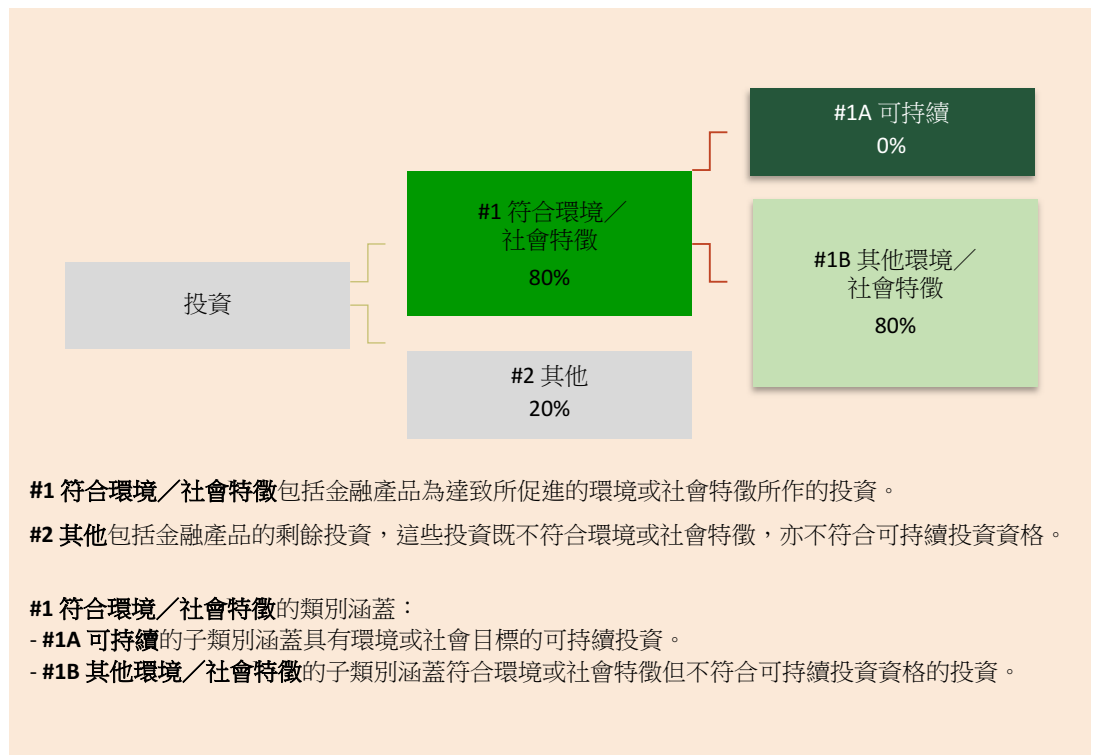 #1A 可持續
0%
#1 符合環境／
社會特徵
80%
#1B 其他環境／
社會特徵
80%
投資
#2 其他
20%
#1 符合環境／社會特徵包括金融產品為達致所促進的環境或社會特徵所作的投資。
#2 其他包括金融產品的剩餘投資，這些投資既不符合環境或社會特徵，亦不符合可持續投資資格。
#1 符合環境／社會特徵的類別涵蓋：
- #1A 可持續的子類別涵蓋具有環境或社會目標的可持續投資。
- #1B 其他環境／社會特徵的子類別涵蓋符合環境或社會特徵但不符合可持續投資資格的投資。